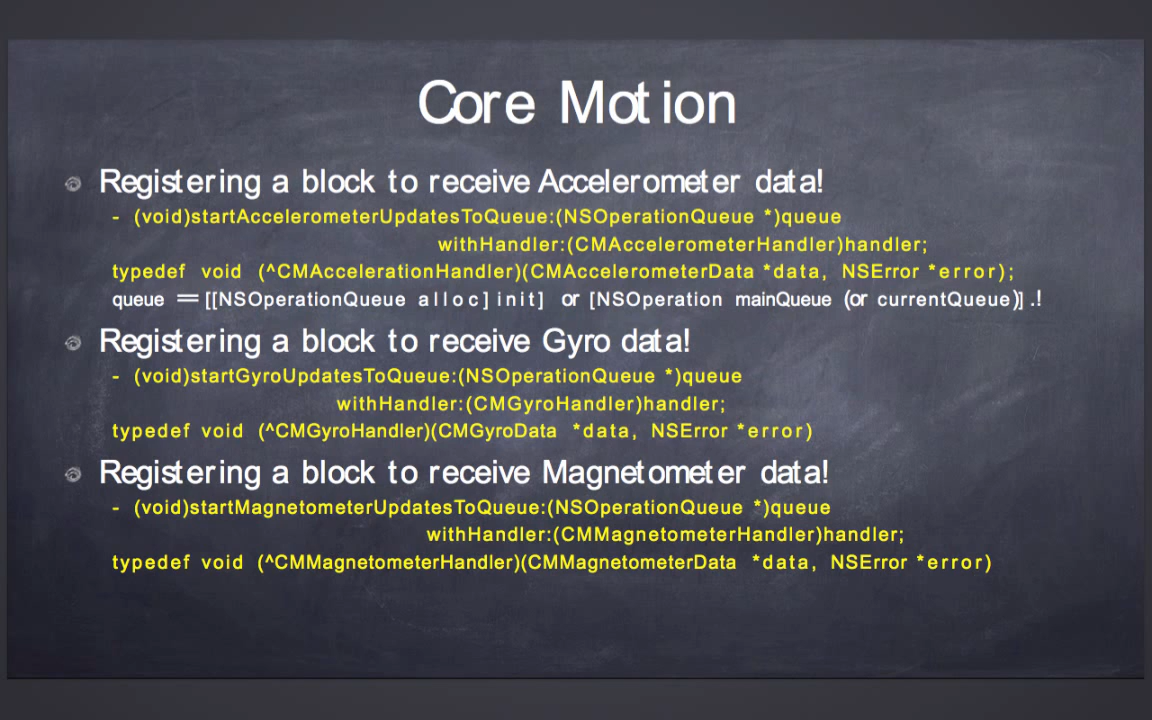 Core Motion
Registering a block to receive Accelerometer data!
- (void)startAccelerometerUpdatesToQueue:(NSOperationQueue *)queue
withHandler:(CMAccelerometerHandler)handler;
typedef void (^CMAccelerationHandler)(CMAccelerometerData *data, NSError *error);
queue == [[NSOperationQueue alloc] init] or [NSOperation mainQueue (or currentQueue)] .!
Registering a block to receive Gyro data!
- (void)startGyroUpdatesToQueue:(NSOperationQueue *)queue
withHandler:(CMGyroHandler)handler;
typedef void (^CMGyroHandler)(CMGyroData *data, NSError *error)
Registering a block to receive Magnetometer data!
- (void)startMagnetometerUpdatesToQueue:(NSOperationQueue *)queue
withHandler:(CMMagnetometerHandler)handler;
typedef void (^CMMagnetometerHandler)(CMMagnetometerData *data, NSError *error)